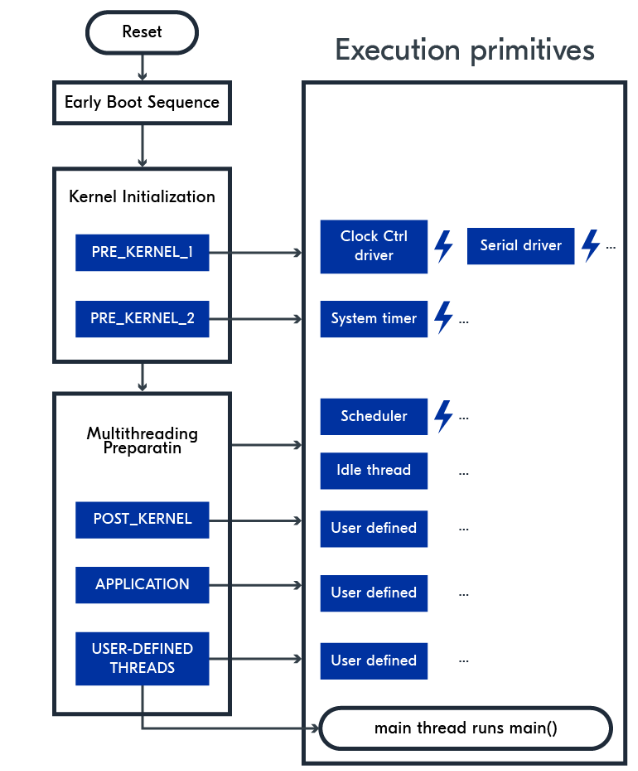 Reset
Execution primitives
Early Boot Sequence
Kernel Initialization
PRE_KERNEL_1
Clock Ctrl
driver
Serial driver
...
PRE_KERNEL_2
System timer
...
Multithreading
Preparatin
Scheduler
...
Idle thread
...
POST_KERNEL
User defined
...
APPLICATION
User defined
...
USER-DEFINED
THREADS
User defined
...
main thread runs main()